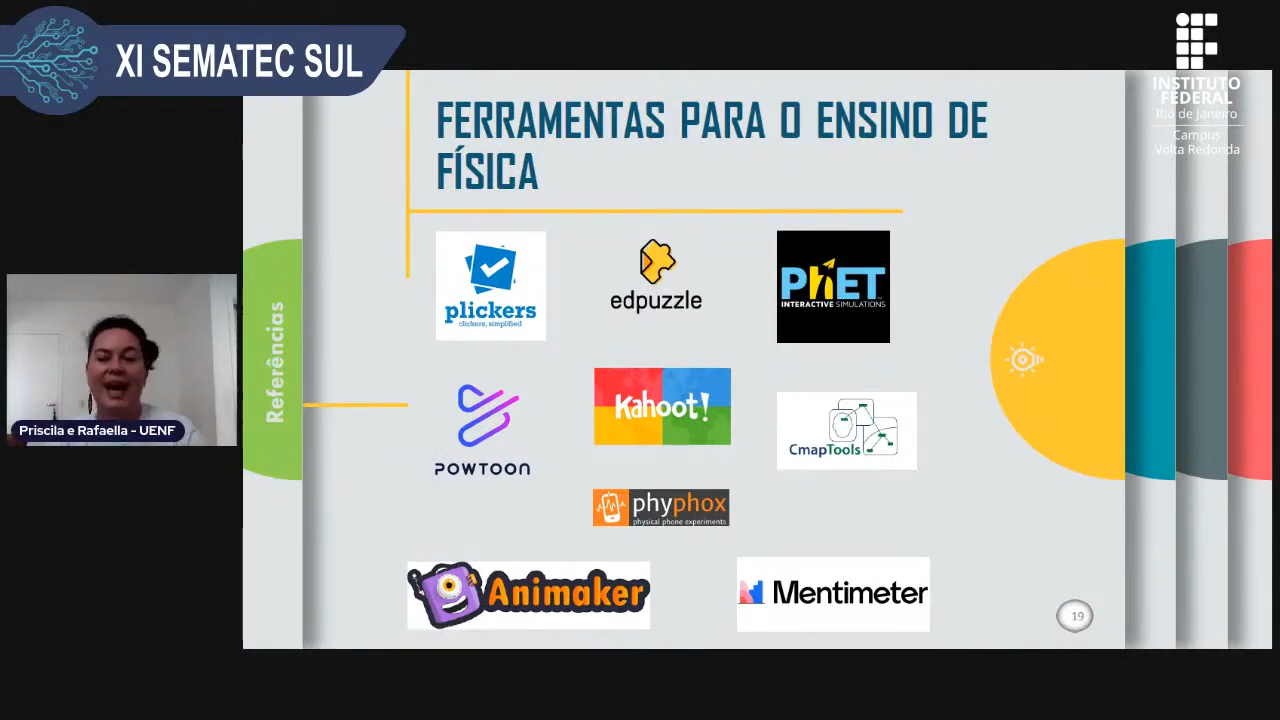 XI SEMATEC SUL
INSTITUTO
FEDERAL
Rio de Janeiro
Campus
Volta Redonda
FERRAMENTAS PARA O ENSINO DE
FÍSICA
plickers
clickers, simplified
edpuzzle
PhET
INTERACTIVE SIMULATIONS
Referências
Priscila e Rafaella - UENF
POWTOON
Kahoot!
CmapTools
phyphox
physical phone experiments
Animaker
Mentimeter
19